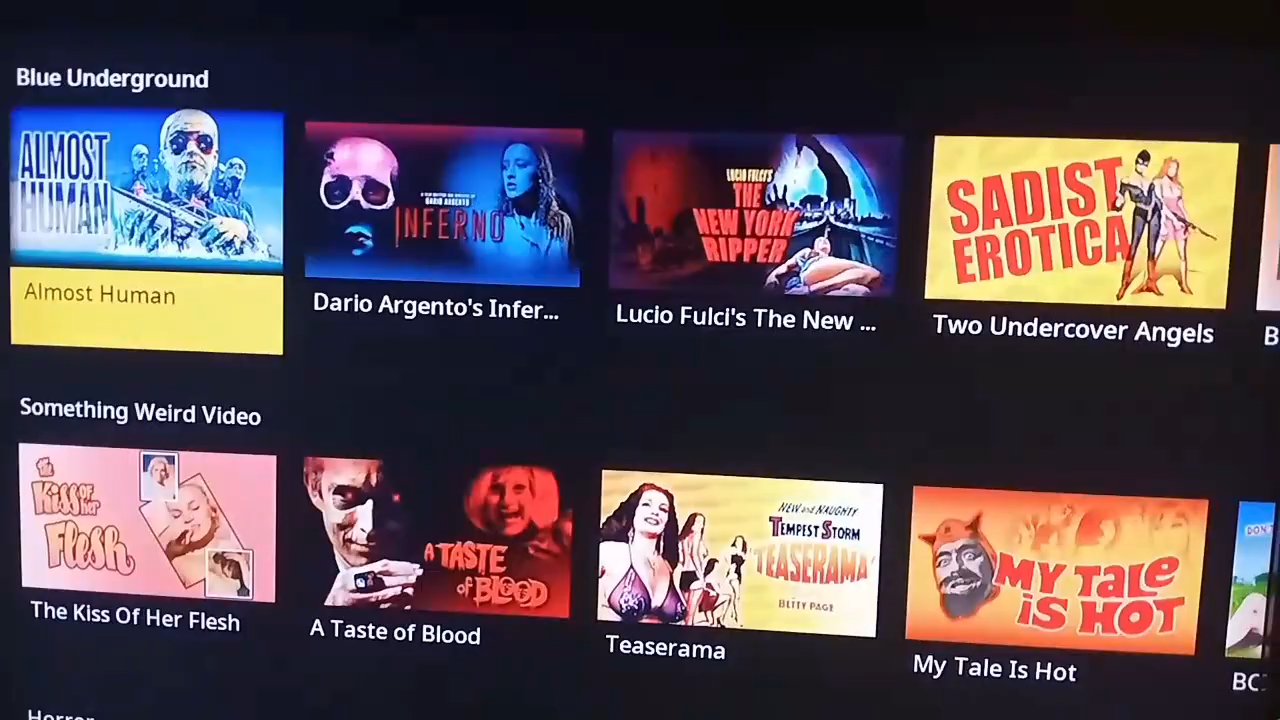 Blue Underground
ALMOST
HUMAN
Almost Human
DARIO ARGENTO
INFERNO
Dario Argento's Infer...
LUCIO FULCI'S
THE
NEW YORK
RIPPER
Lucio Fulci's The New ...
SADIST
EROTICA
Two Undercover Angels
B
Something Weird Video
the
Kiss OF
her
Flesh
The Kiss Of Her Flesh
A TASTE
of BLOOD
A Taste of Blood
NEW and NAUGHTY
TEMPEST STORM
"TEASERAMA"
BETTY PAGE
Teaserama
MY TALE
iS HOT
My Tale Is Hot
DON'T
BC
Horror